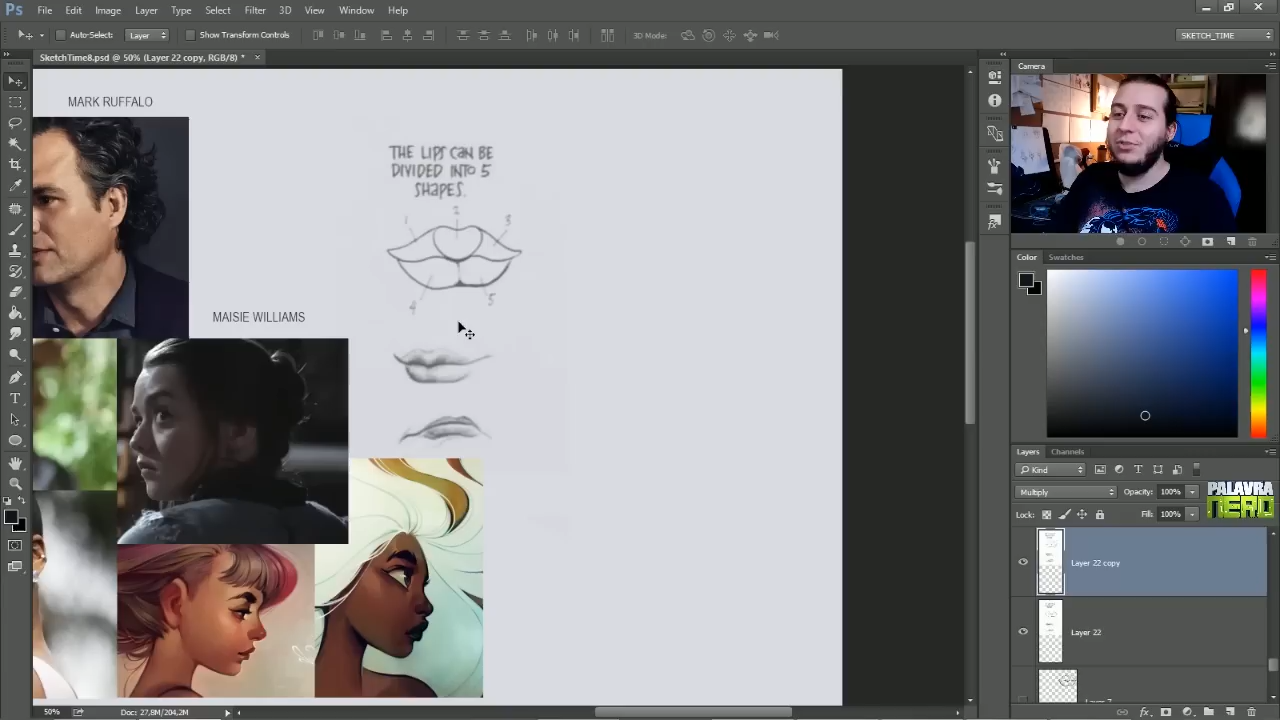 Ps File Edit Image Layer Type Select Filter 3D View Window Help
Auto-Select: Layer Show Transform Controls 3D Mode: SKETCH_TIME
SketchTime8.psd @ 50% (Layer 22 copy, RGB/8) *
Camera
MARK RUFFALO
THE LIPS CAN BE
DIVIDED INTO 5
SHAPES.
1 2 3
4 5
MAISIE WILLIAMS
Color Swatches
Layers Channels
Kind
Multiply Opacity: 100%
Lock: Fill: 100%
PALAVRA
NERD
Layer 22 copy
Layer 22
50% Doc: 27,8M/204,2M